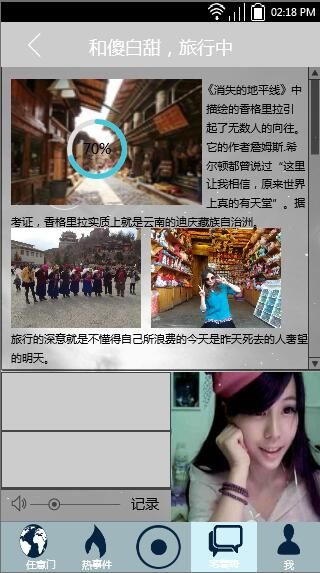 02:18 PM
和傻白甜，旅行中
《消失的地平线》中
描绘的香格里拉引
起了无数人的向往。
它的作者詹姆斯.希
尔顿都曾说过“这里
让我相信，原来世界
上真的有天堂”。据
考证，香格里拉实质上就是云南的迪庆藏族自治洲。
70%
旅行的深意就是不懂得自己所浪费的今天是昨天死去的人奢望
的明天。
记录
任意门
热事件
我